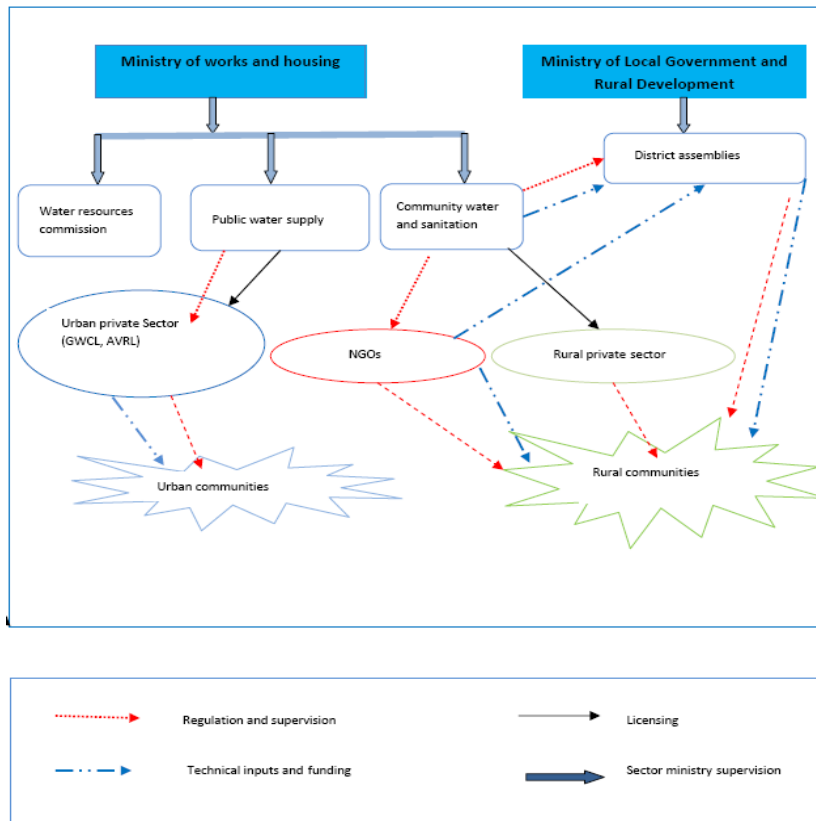 Ministry of works and housing
Ministry of Local Government and
Rural Development
District assemblies
Water resources
commission
Public water supply
Community water
and sanitation
Urban private Sector
(GWCL, AVRL)
NGOs
Rural private sector
Urban communities
Rural communities
Regulation and supervision
Licensing
Technical inputs and funding
Sector ministry supervision